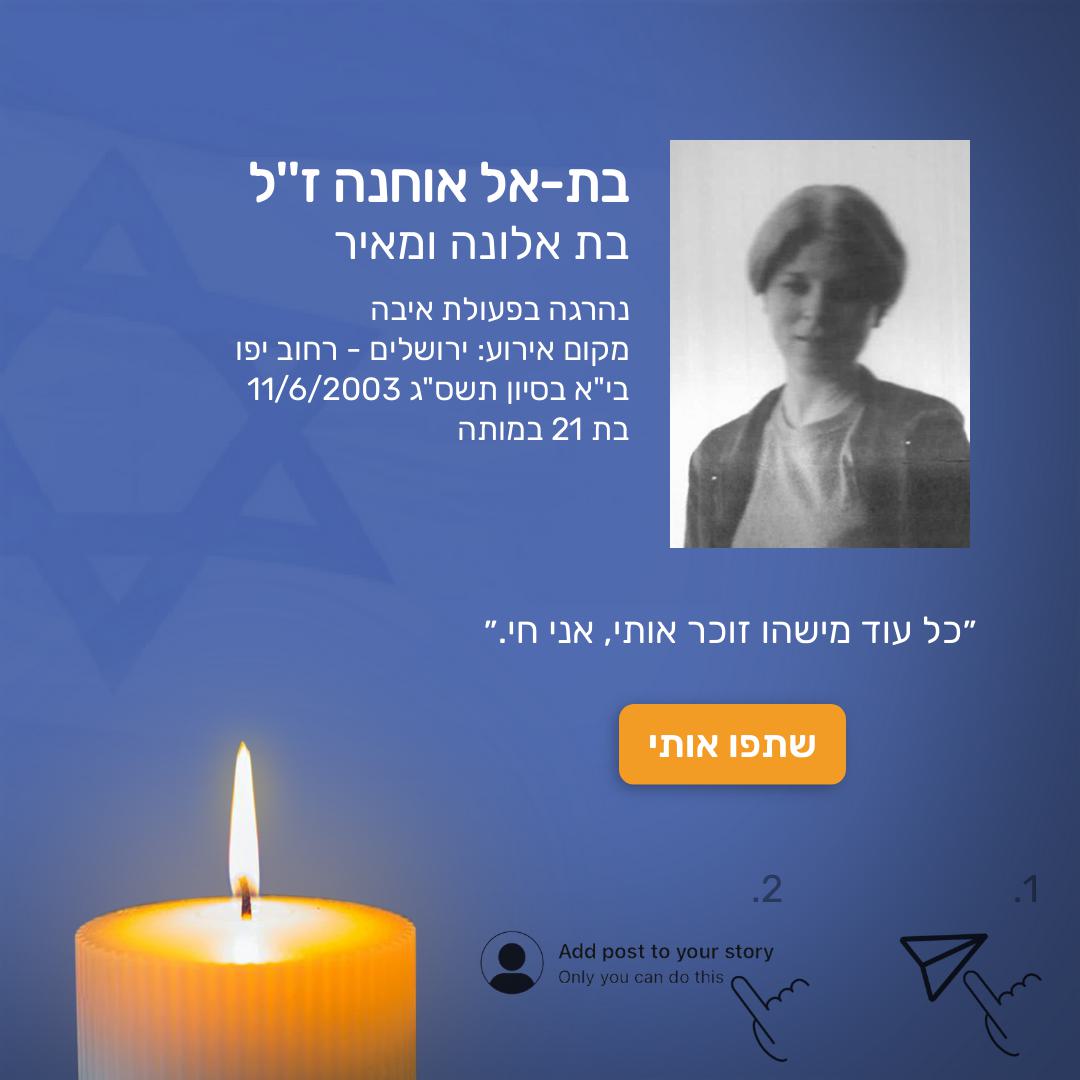 בת-אל אוחנה ז"ל
בת אלונה ומאיר
נהרגה בפעולת איבה
מקום אירוע: ירושלים - רחוב יפו
בי"א בסיון תשס"ג 11/6/2003
בת 21 במותה
״כל עוד מישהו זוכר אותי, אני חי.״
שתפו אותי
1.
2.
Add post to your story
Only you can do this